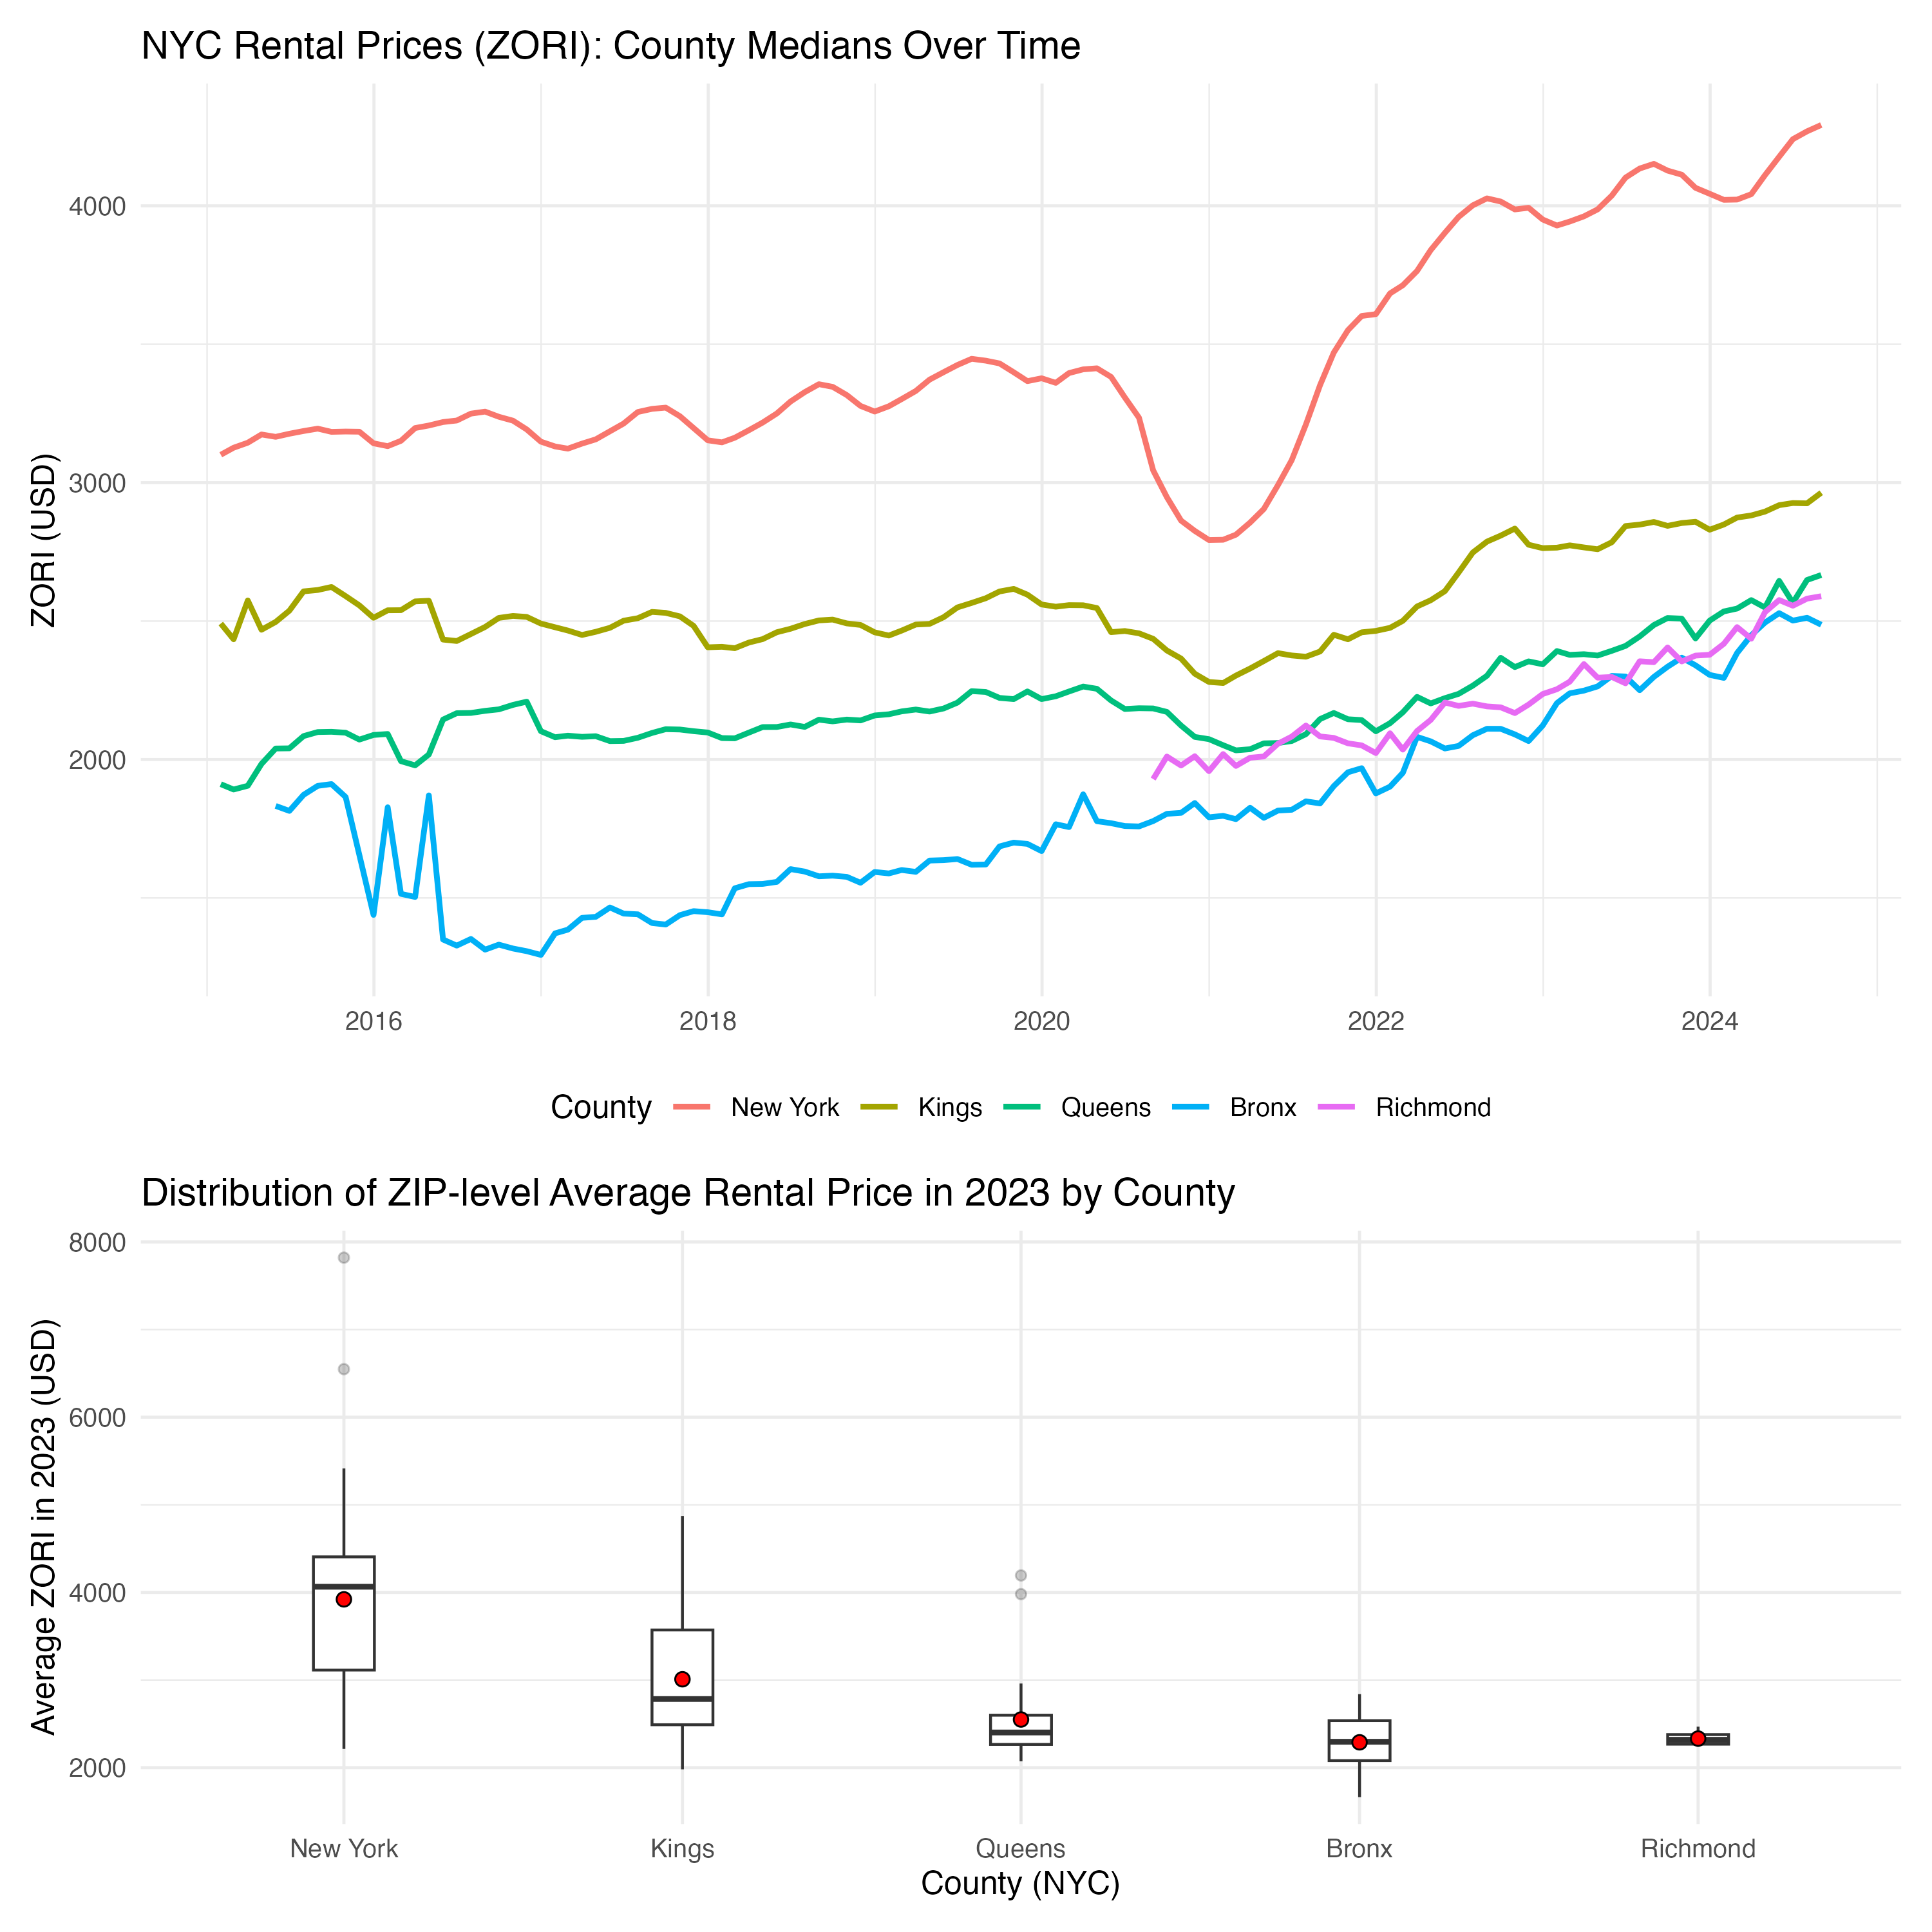 NYC Rental Prices (ZORI): County Medians Over Time
ZORI (USD)
4000
3000
2000
2016 2018 2020 2022 2024
County New York Kings Queens Bronx Richmond
Distribution of ZIP-level Average Rental Price in 2023 by County
Average ZORI in 2023 (USD)
8000
6000
4000
2000
New York Kings Queens Bronx Richmond
County (NYC)